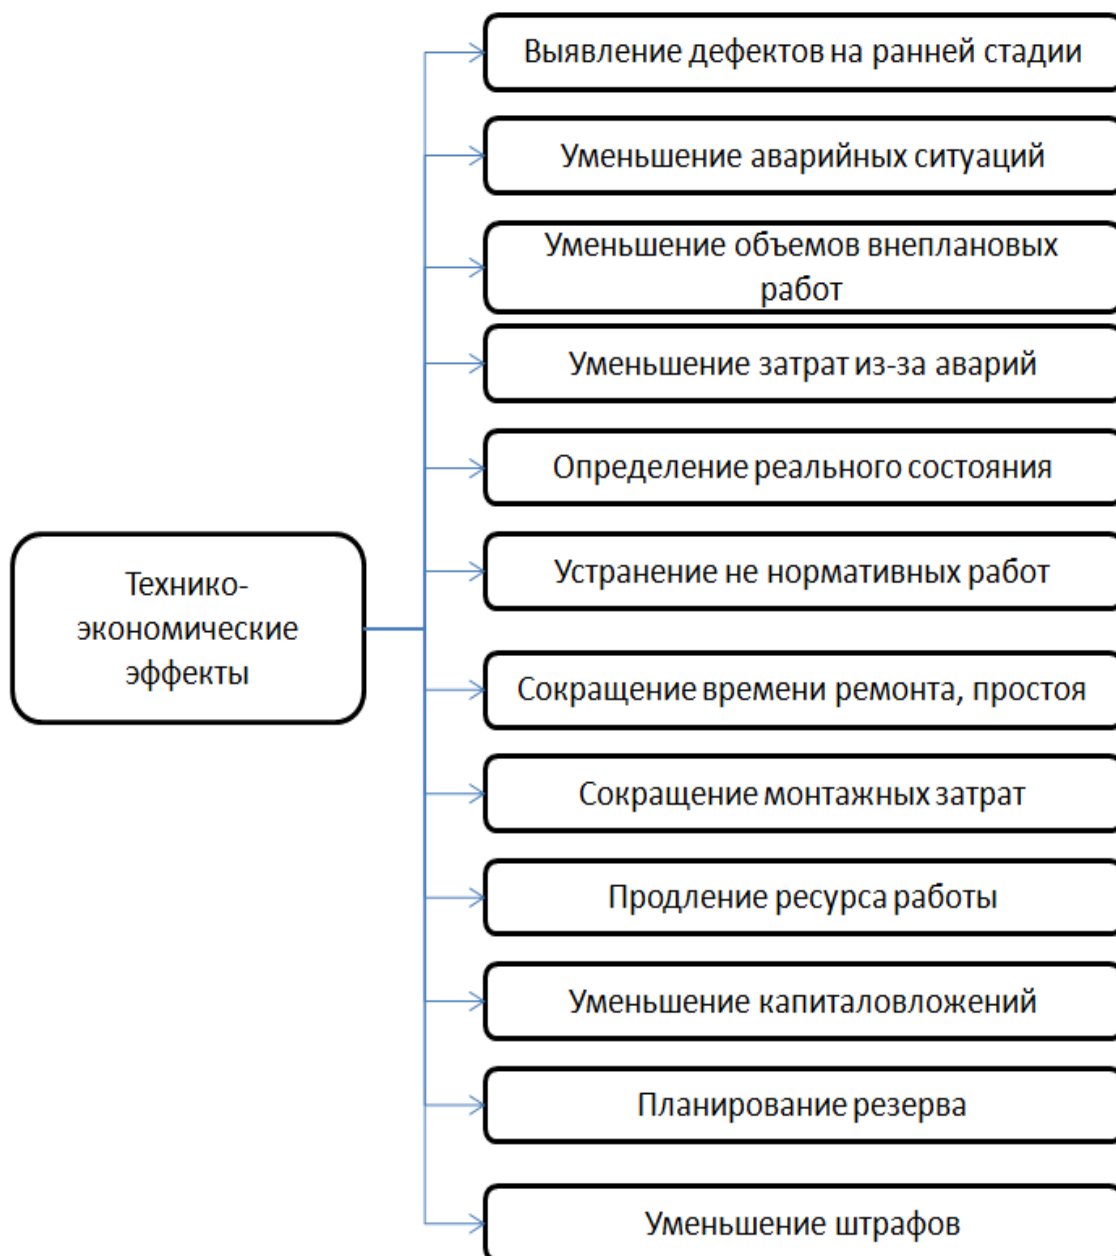 Выявление дефектов на ранней стадии
Уменьшение аварийных ситуаций
Уменьшение объемов внеплановых
работ
Уменьшение затрат из-за аварий
Определение реального состояния
Устранение не нормативных работ
Технико-
экономические
эффекты
Сокращение времени ремонта, простоя
Сокращение монтажных затрат
Продление ресурса работы
Уменьшение капиталовложений
Планирование резерва
Уменьшение штрафов